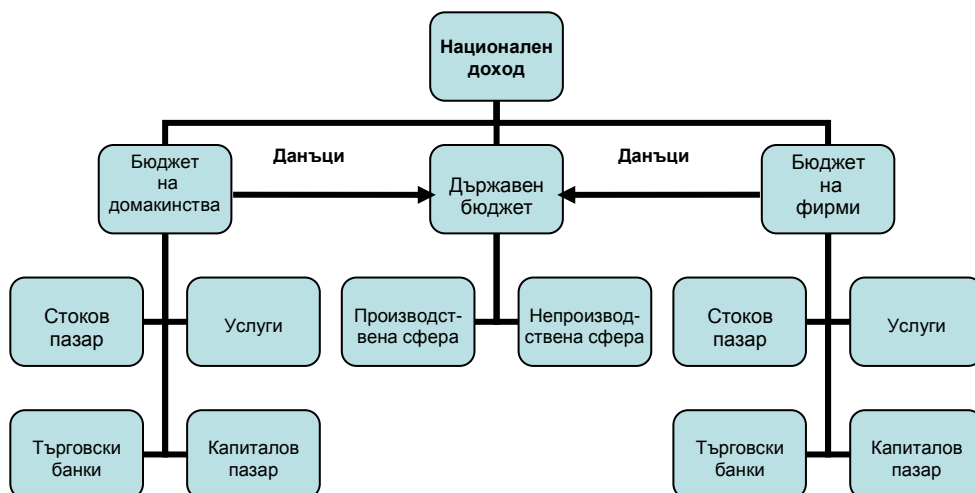 Национален
доход
Данъци
Данъци
Бюджет
на
домакинства
Държавен
бюджет
Бюджет
на
фирми
Стоков
пазар
Услуги
Производст-
вена сфера
Непроизвод-
ствена сфера
Стоков
пазар
Услуги
Търговски
банки
Капиталов
пазар
Търговски
банки
Капиталов
пазар